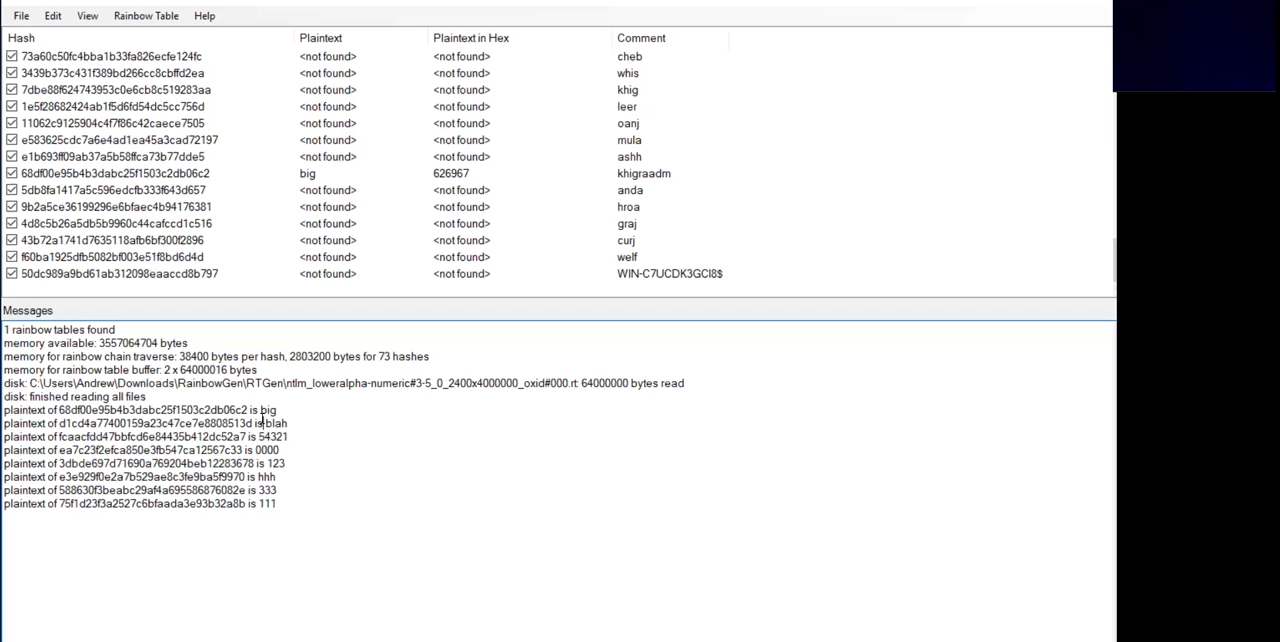 File Edit View Rainbow Table Help
Hash Plaintext Plaintext in Hex Comment
73a60c50fc4bba1b33fa826ecfe124fc <not found> <not found> cheb
3439b373c431f389bd266cc8cbffd2ea <not found> <not found> whis
7dbe88f624743953c0e6cb8c519283aa <not found> <not found> khig
1e5f28682424ab1f5d6fd54dc5cc756d <not found> <not found> leer
11062c9125904c4f7f86c42caece7505 <not found> <not found> oanj
e583625cdc7a6e4ad1ea45a3cad72197 <not found> <not found> mula
e1b693ff09ab37a5b58ffca73b77dde5 <not found> <not found> ashh
68df00e95b4b3dabc25f1503c2db06c2 big 626967 khigraadm
5db8fa1417a5c596edcfb333f643d657 <not found> <not found> anda
9b2a5ce36199296e6bfaec4b94176381 <not found> <not found> hroa
4d8c5b26a5db5b9960c44cafccd1c516 <not found> <not found> graj
43b72a1741d7635118afb6bf300f2896 <not found> <not found> curj
f60ba1925dfb5082bf003e51f8bd6d4d <not found> <not found> welf
50dc989a9bd61ab312098eaaccd8b797 <not found> <not found> WIN-C7UCDK3GCI8$
Messages
1 rainbow tables found
memory available: 3557064704 bytes
memory for rainbow chain traverse: 38400 bytes per hash, 2803200 bytes for 73 hashes
memory for rainbow table buffer: 2 x 64000016 bytes
disk: C:\Users\Andrew\Downloads\RainbowGen\RTGen\ntlm_loweralpha-numeric#3-5_0_2400x4000000_oxid#000.rt: 64000000 bytes read
disk: finished reading all files
plaintext of 68df00e95b4b3dabc25f1503c2db06c2 is big
plaintext of d1cd4a77400159a23c47ce7e8808513d is blah
plaintext of fcaacfdd47bbfcd6e84435b412dc52a7 is 54321
plaintext of ea7c23f2efca850e3fb547ca12567c33 is 0000
plaintext of 3dbde697d71690a769204beb12283678 is 123
plaintext of e3e929f0e2a7b529ae8c3fe9ba5f9970 is hhh
plaintext of 588630f3beabc29af4a695586876082e is 333
plaintext of 75f1d23f3a2527c6bfaada3e93b32a8b is 111